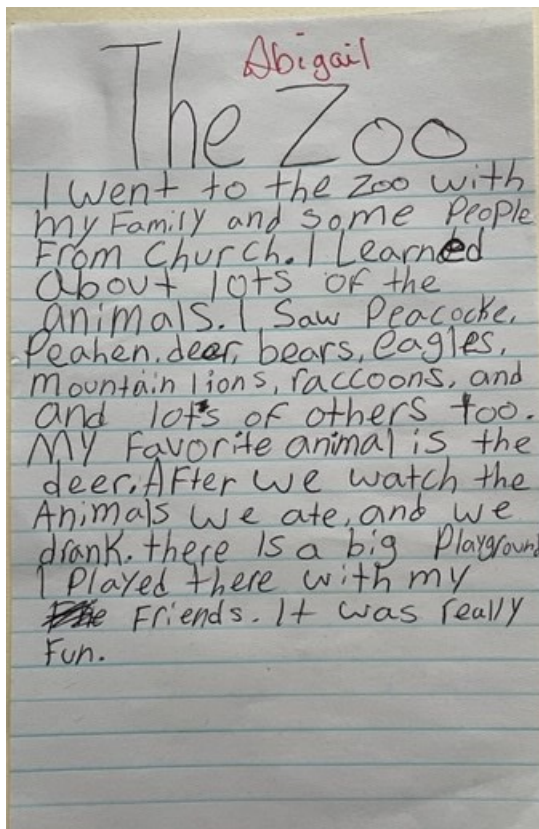 Abigail
The Zoo
I went to the zoo with
my Family and some People
From Church. I Learned
About lots of the
animals. I Saw Peacocke,
Peahen, deer, bears, eagles,
mountain lions, raccoons, and
and lots of others too.
My Favorite animal is the
deer. AFter we watch the
Animals we ate, and we
drank. there Is a big Playground
I Played there with my
Friends. It was really
Fun.